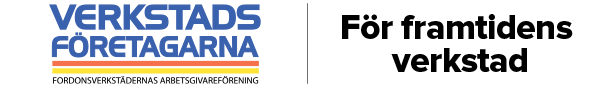 VERKSTADS
FÖRETAGARNA
FORDONSVERKSTÄDERNAS ARBETSGIVAREFÖRENING
För framtidens
verkstad